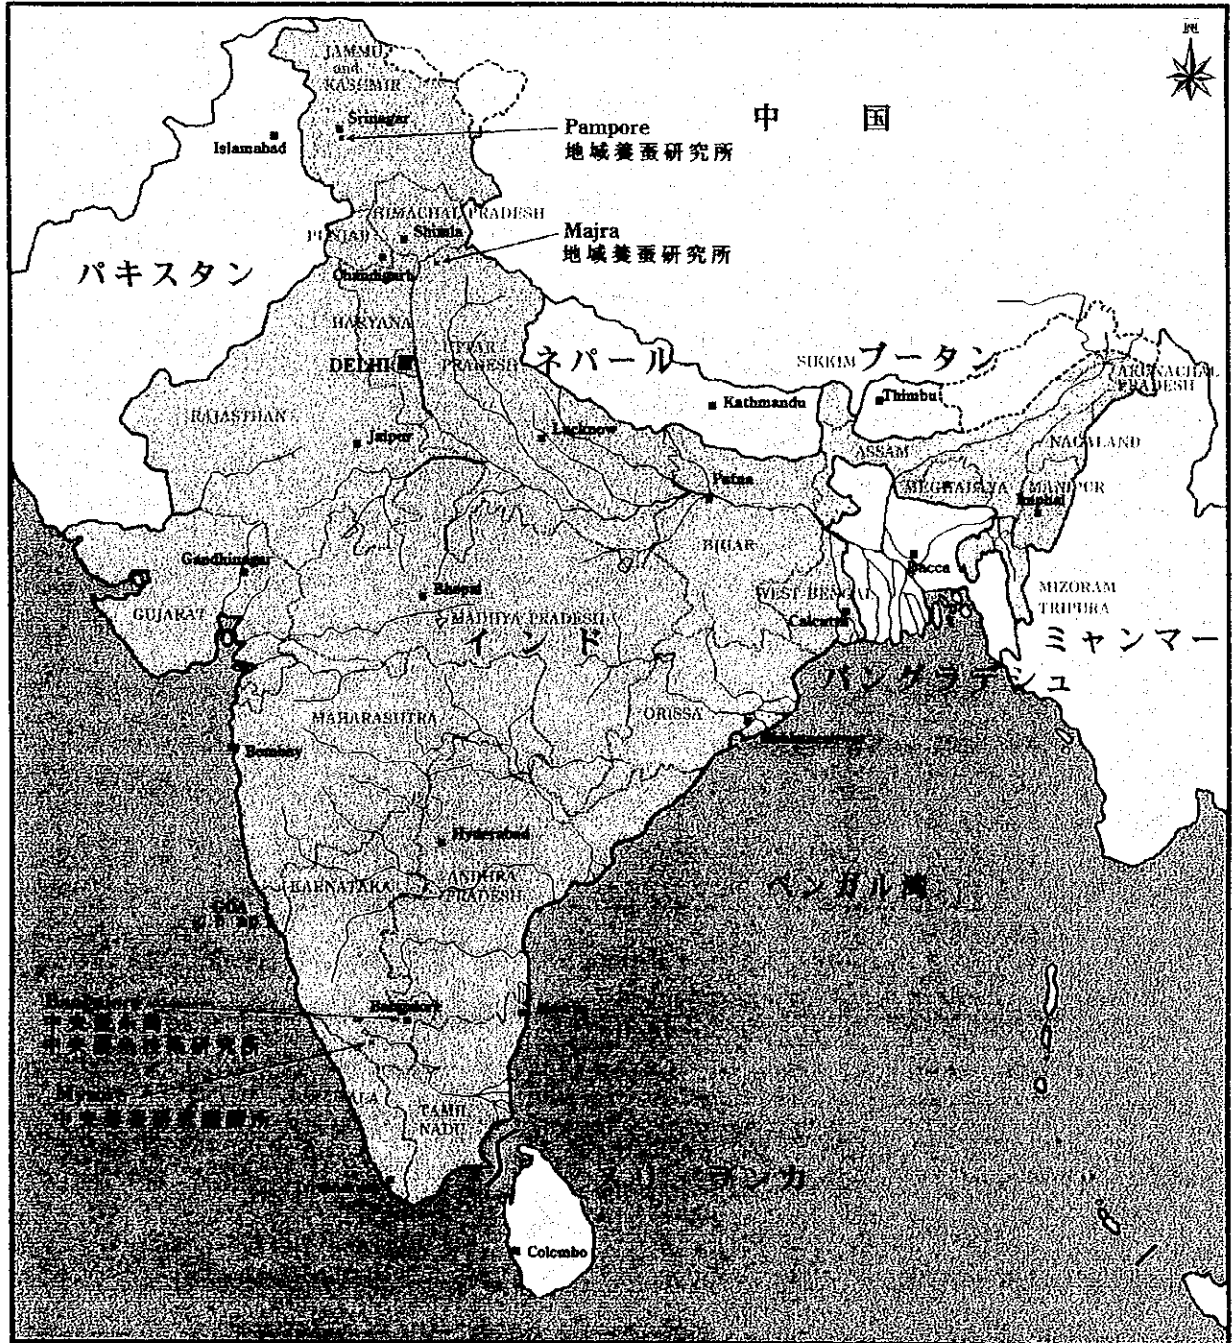 N
JAMMU
and
KASHMIR
Srinagar
Islamabad
Pampore
地域養蚕研究所
中国
HIMACHAL PRADESH
PUNJAB
Shimla
Chandigarh
Majra
地域養蚕研究所
パキスタン
HARYANA
DELHI
UTTAR
PRADESH
ネパール
SIKKIM
ブータン
ARUNACHAL
PRADESH
Kathmandu
Thimbu
RAJASTHAN
Jaipur
Lucknow
ASSAM
NAGALAND
Patna
MEGHALAYA
MANIPUR
Imphal
BIHAR
Gandhinagar
Bhopal
Dacca
GUJARAT
MADHYA PRADESH
WEST BENGAL
Calcutta
MIZORAM
TRIPURA
インド
ミャンマー
バングラデシュ
MAHARASHTRA
ORISSA
Bombay
Hyderabad
KARNATAKA
ANDHRA
PRADESH
ベンガル湾
GOA
Bangalore
Mysore
TAMIL
NADU
スリランカ
Colombo